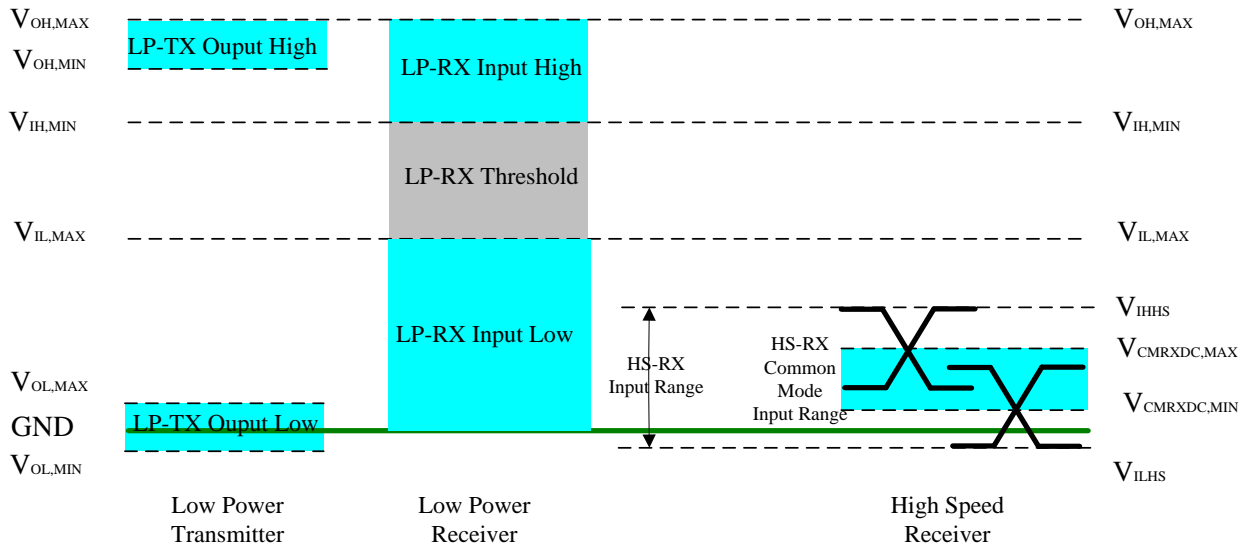 VOH,MAX
LP-TX Ouput High
VOH,MIN
LP-RX Input High
VOH,MAX
VIH,MIN
VIH,MIN
LP-RX Threshold
VIL,MAX
VIL,MAX
LP-RX Input Low
HS-RX
Input Range
HS-RX
Common
Mode
Input Range
VIHHS
VCMRXDC,MAX
VCMRXDC,MIN
VILHS
VOL,MAX
LP-TX Ouput Low
GND
VOL,MIN
Low Power
Transmitter
Low Power
Receiver
High Speed
Receiver